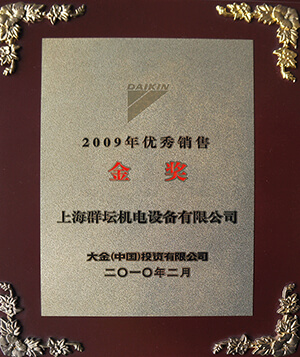 DAIKIN
2009年优秀销售
金奖
上海群坛机电设备有限公司
大金(中国)投资有限公司
二〇一〇年二月